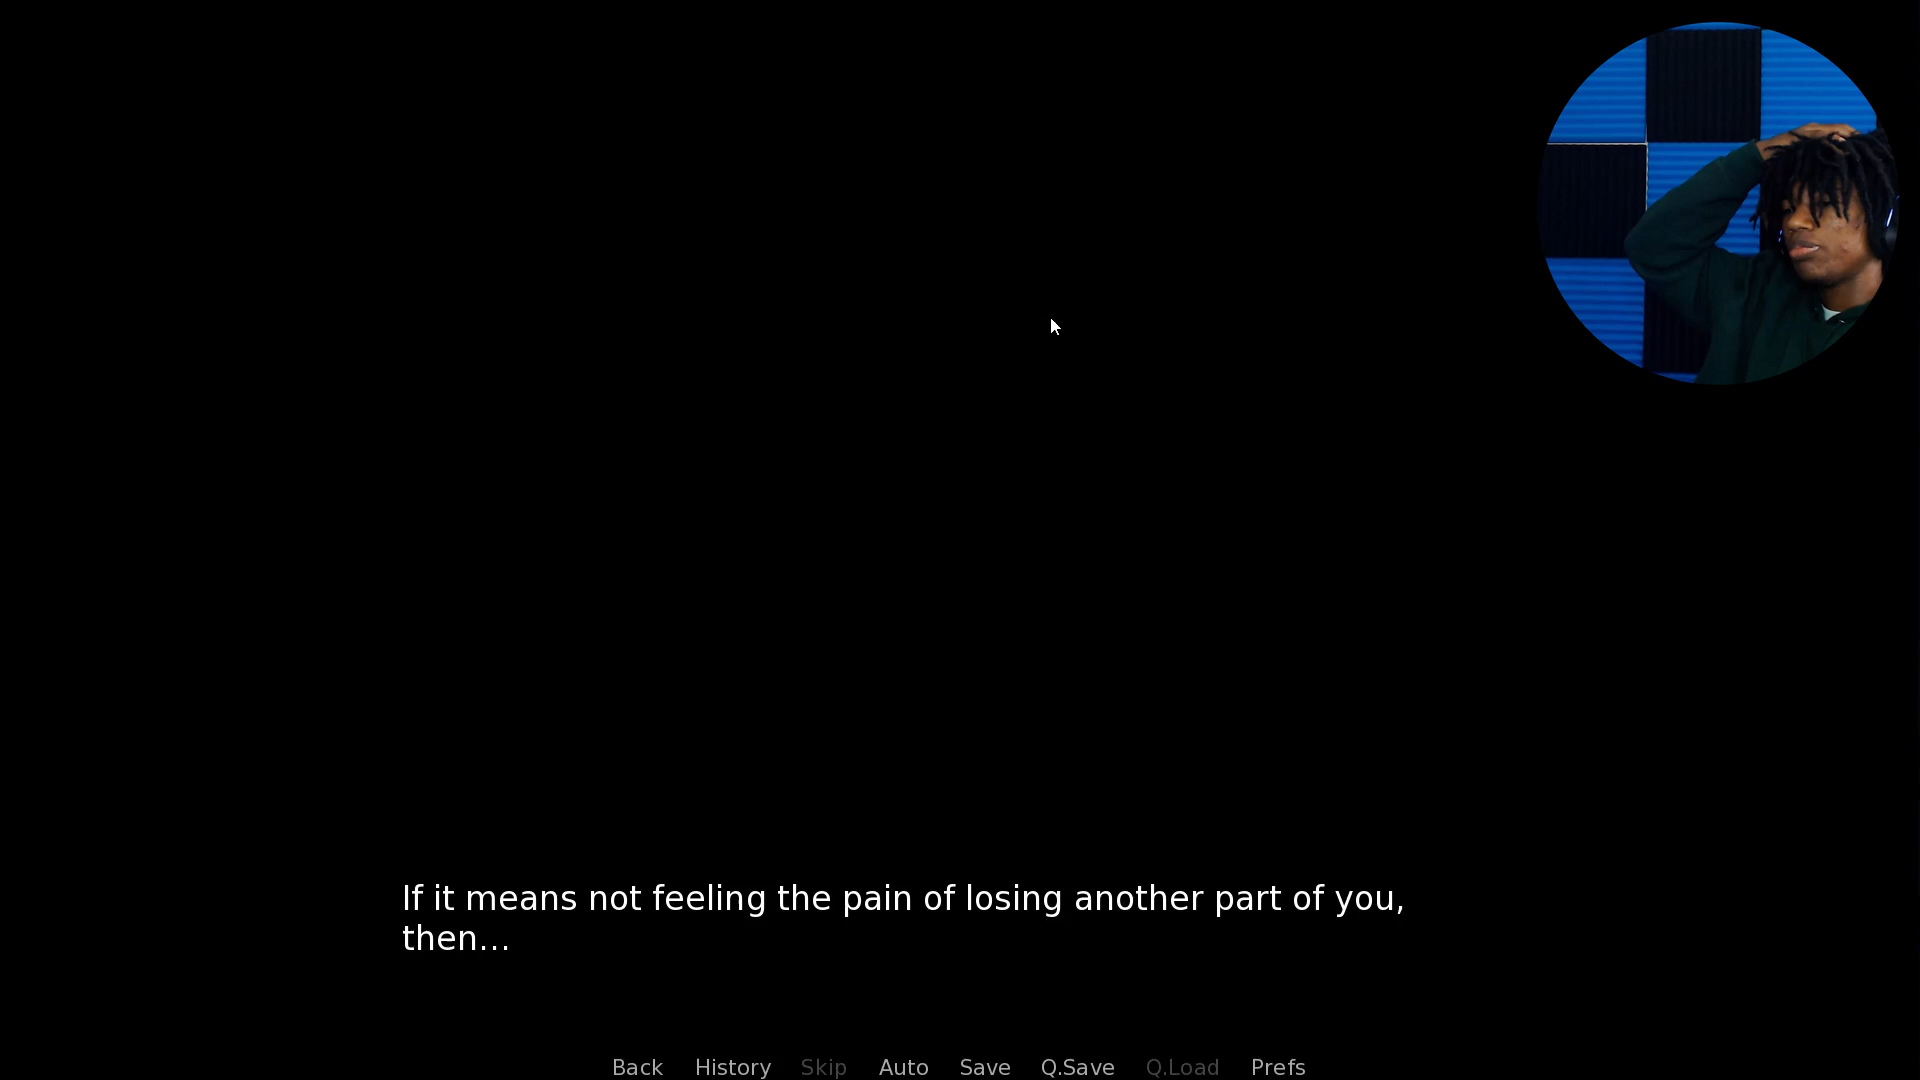 If it means not feeling the pain of losing another part of you,
then...
Back History Skip Auto Save Q.Save Q.Load Prefs